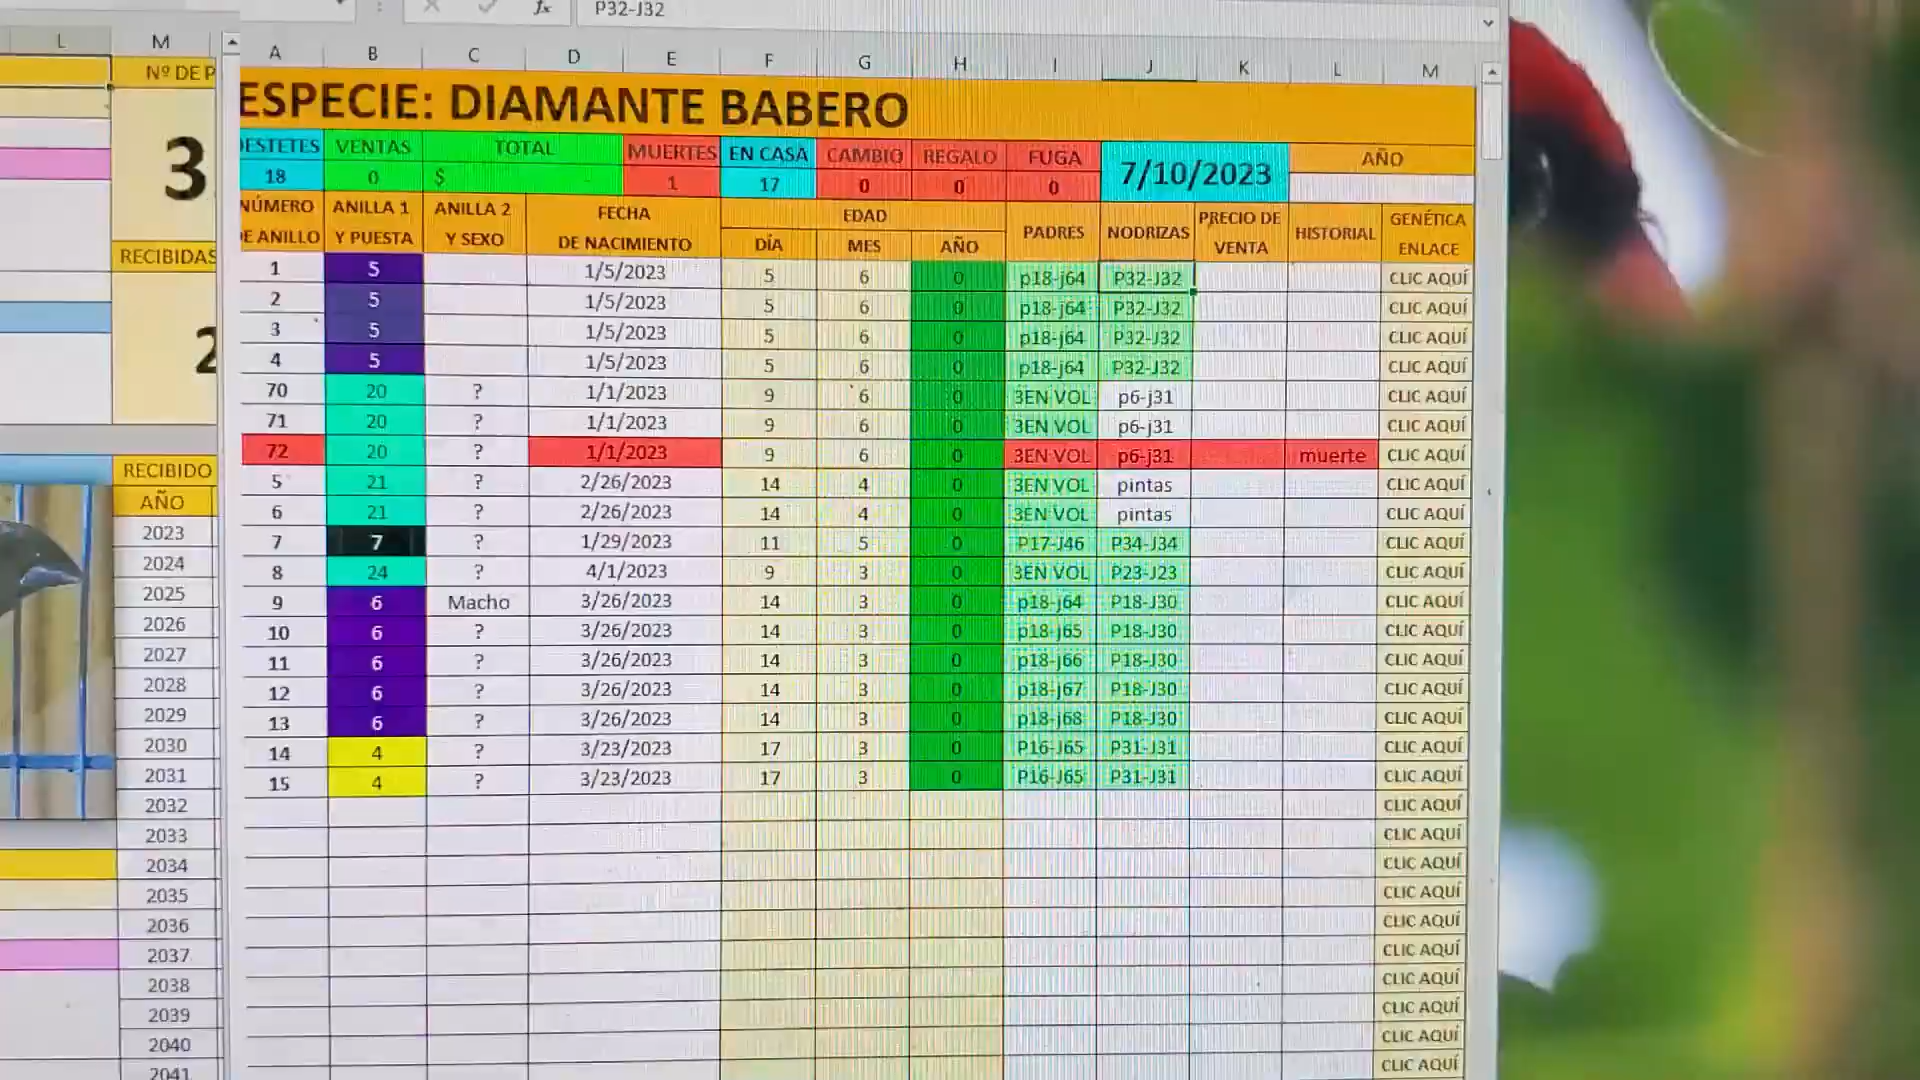 P32-J32
L M
A B C D E F G H I J K L M
ESPECIE: DIAMANTE BABERO
Nº DE P
3
RECIBIDAS
2
RECIBIDO
AÑO
2023
2024
2025
2026
2027
2028
2029
2030
2031
2032
2033
2034
2035
2036
2037
2038
2039
2040
2041
DESTETES VENTAS TOTAL MUERTES EN CASA CAMBIO REGALO FUGA 7/10/2023 AÑO
18 0 $ 1 17 0 0 0
NÚMERO DE ANILLO ANILLA 1 Y PUESTA ANILLA 2 Y SEXO FECHA DE NACIMIENTO EDAD PADRES NODRIZAS PRECIO DE VENTA HISTORIAL GENÉTICA ENLACE
DÍA MES AÑO
1 5 1/5/2023 5 6 0 p18-j64 P32-J32 CLIC AQUÍ
2 5 1/5/2023 5 6 0 p18-j64 P32-J32 CLIC AQUÍ
3 5 1/5/2023 5 6 0 p18-j64 P32-J32 CLIC AQUÍ
4 5 1/5/2023 5 6 0 p18-j64 P32-J32 CLIC AQUÍ
70 20 ? 1/1/2023 9 6 0 3EN VOL p6-j31 CLIC AQUÍ
71 20 ? 1/1/2023 9 6 0 3EN VOL p6-j31 CLIC AQUÍ
72 20 ? 1/1/2023 9 6 0 3EN VOL p6-j31 muerte CLIC AQUÍ
5 21 ? 2/26/2023 14 4 0 3EN VOL pintas CLIC AQUÍ
6 21 ? 2/26/2023 14 4 0 3EN VOL pintas CLIC AQUÍ
7 7 ? 1/29/2023 11 5 0 P17-J46 P34-J34 CLIC AQUÍ
8 24 ? 4/1/2023 9 3 0 3EN VOL P23-J23 CLIC AQUÍ
9 6 Macho 3/26/2023 14 3 0 p18-j64 P18-J30 CLIC AQUÍ
10 6 ? 3/26/2023 14 3 0 p18-j65 P18-J30 CLIC AQUÍ
11 6 ? 3/26/2023 14 3 0 p18-j66 P18-J30 CLIC AQUÍ
12 6 ? 3/26/2023 14 3 0 p18-j67 P18-J30 CLIC AQUÍ
13 6 ? 3/26/2023 14 3 0 p18-j68 P18-J30 CLIC AQUÍ
14 4 ? 3/23/2023 17 3 0 P16-J65 P31-J31 CLIC AQUÍ
15 4 ? 3/23/2023 17 3 0 P16-J65 P31-J31 CLIC AQUÍ
CLIC AQUÍ
CLIC AQUÍ
CLIC AQUÍ
CLIC AQUÍ
CLIC AQUÍ
CLIC AQUÍ
CLIC AQUÍ
CLIC AQUÍ
CLIC AQUÍ
CLIC AQUÍ